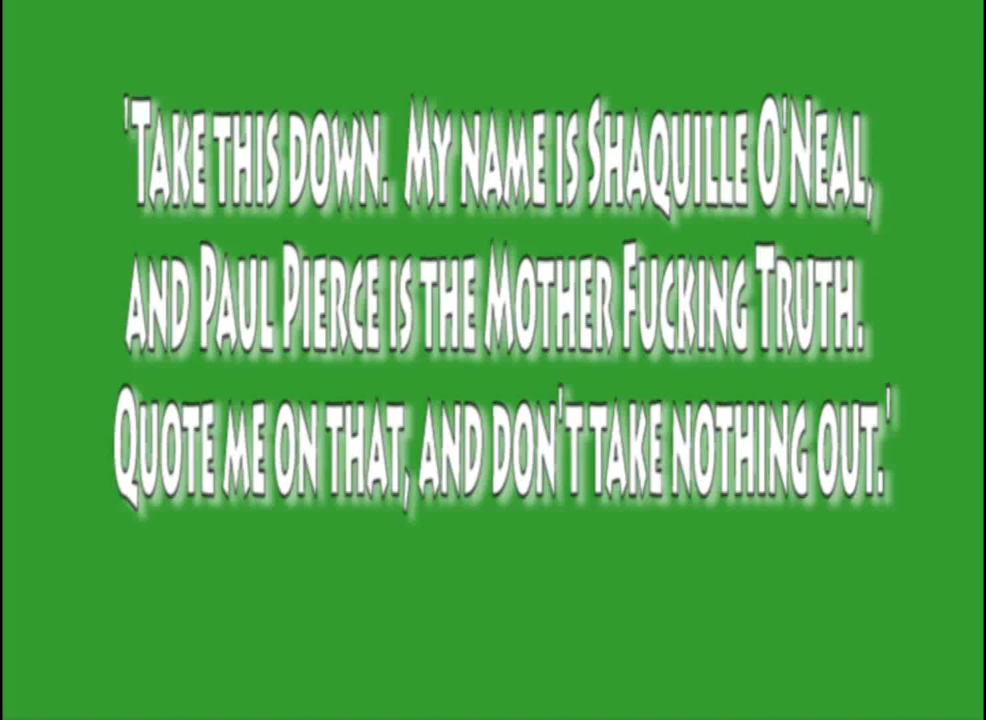 'Take this down. My name is Shaquille O'Neal,
and Paul Pierce is the Mother Fucking Truth.
Quote me on that, and don't take nothing out.'